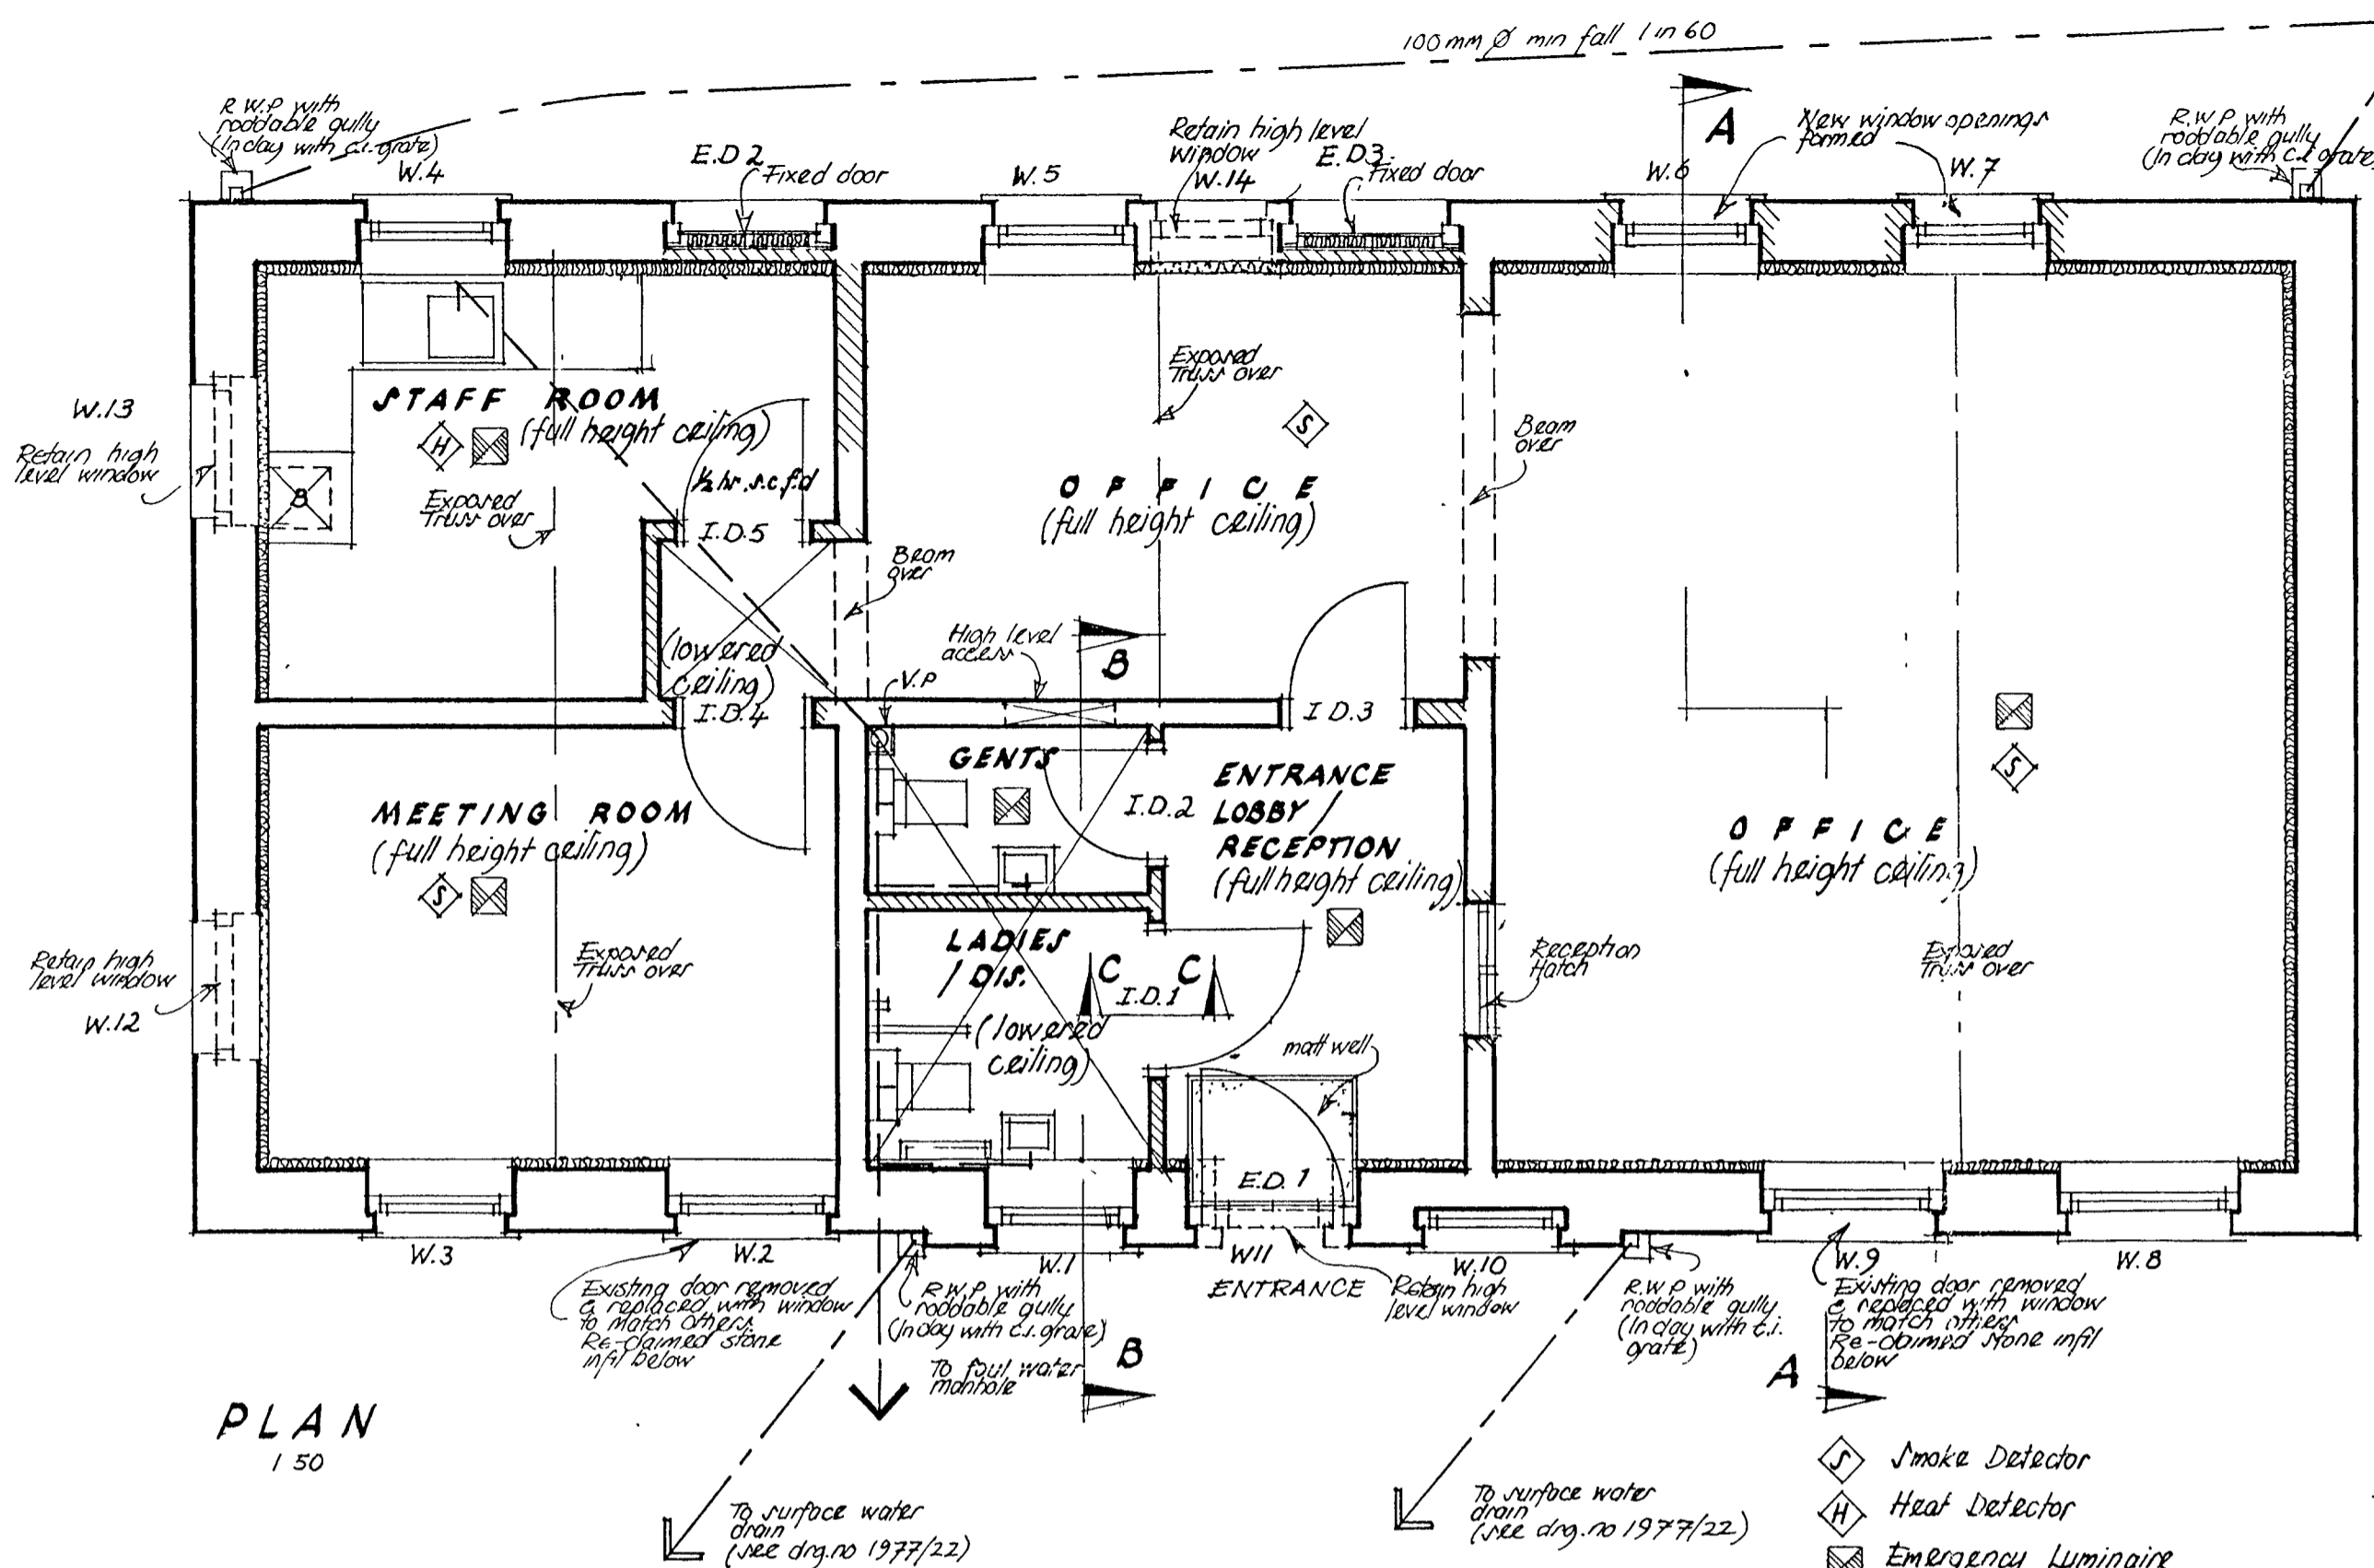 100mm Ø min fall 1 in 60
R.W.P with
roddable gully
(In clay with c.i. grate)
W.4
E.D 2
Fixed door
W.5
Retain high level
window
W.14
E.D3
Fixed door
A
W.6
New window openings
formed
W.7
R.W.P with
roddable gully
(In clay with c.i. grate)
W.13
Retain high
level window
STAFF ROOM
(full height ceiling)
H
B
Exposed
Truss over
½ hr. s.c.f.d
I.D.5
Exposed
Truss over
S
OFFICE
(full height ceiling)
Beam
over
Beam
over
(lowered
ceiling)
I.D.4
High level
access
B
V.P
I.D.3
GENTS
I.D.2
ENTRANCE
LOBBY /
RECEPTION
(full height ceiling)
MEETING ROOM
(full height ceiling)
S
Exposed
Truss over
S
OFFICE
(full height ceiling)
Exposed
Truss over
LADIES
/ DIS.
(lowered
ceiling)
C C
I.D.1
matt well
Reception
Hatch
Retain high
level window
W.12
E.D. 1
W.3
W.2
Existing door removed
& replaced with window
to match others.
Re-claimed stone
infil below
R.W.P with
roddable gully
(In clay with c.i. grate)
W.1
W11
ENTRANCE
Retain high
level window
W.10
R.W.P with
roddable gully
(In clay with c.i.
grate)
W.9
Existing door removed
& replaced with window
to match others
Re-claimed stone infil
below
W.8
To foul water
manhole
B
A
PLAN
1 50
To surface water
drain
(see drg.no 1977/22)
To surface water
drain
(see drg.no 1977/22)
S Smoke Detector
H Heat Detector
Emergency Luminaire